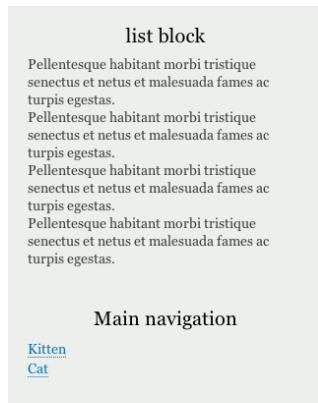 list block
Pellentesque habitant morbi tristique
senectus et netus et malesuada fames ac
turpis egestas.
Pellentesque habitant morbi tristique
senectus et netus et malesuada fames ac
turpis egestas.
Pellentesque habitant morbi tristique
senectus et netus et malesuada fames ac
turpis egestas.
Pellentesque habitant morbi tristique
senectus et netus et malesuada fames ac
turpis egestas.
Main navigation
Kitten
Cat